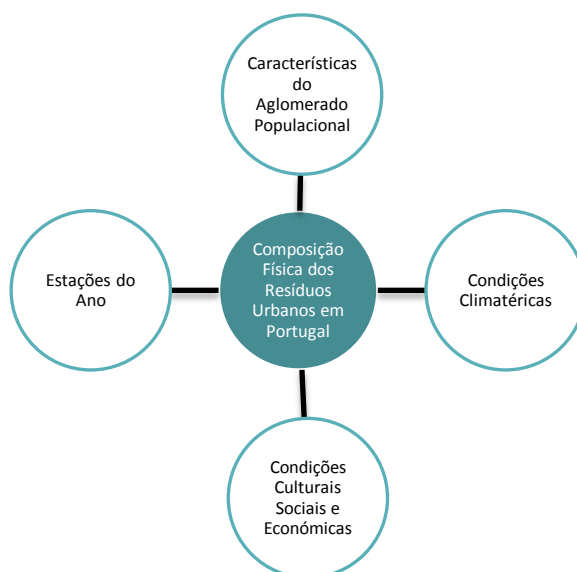 Características
do
Aglomerado
Populacional
Estações do
Ano
Composição
Física dos
Resíduos
Urbanos em
Portugal
Condições
Climatéricas
Condições
Culturais
Sociais e
Económicas